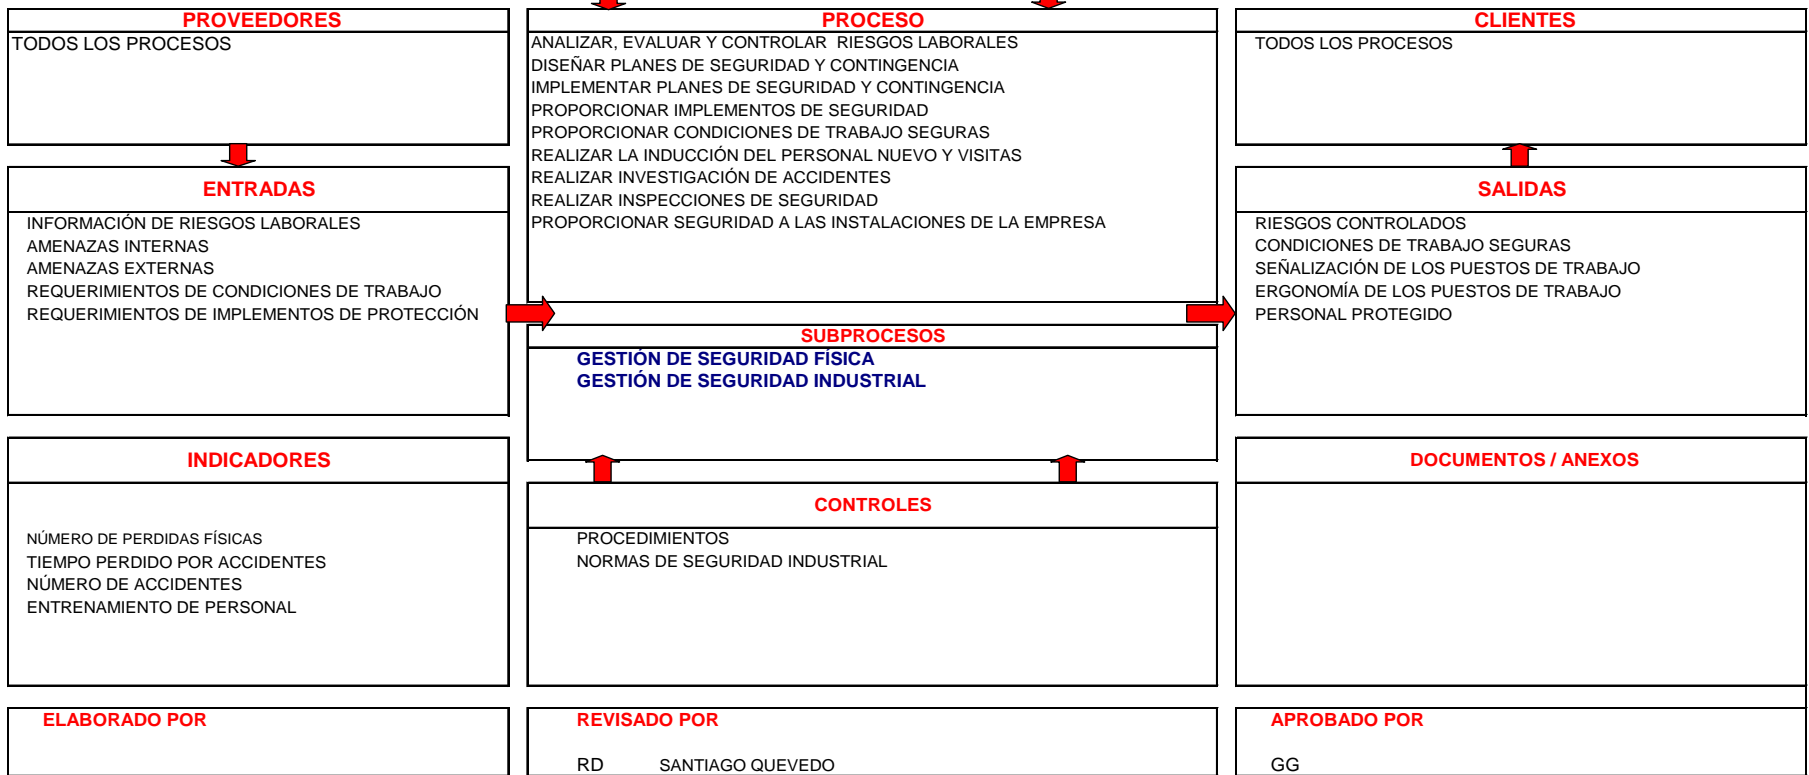 PROVEEDORES
TODOS LOS PROCESOS
PROCESO
ANALIZAR, EVALUAR Y CONTROLAR RIESGOS LABORALES
DISEÑAR PLANES DE SEGURIDAD Y CONTINGENCIA
IMPLEMENTAR PLANES DE SEGURIDAD Y CONTINGENCIA
PROPORCIONAR IMPLEMENTOS DE SEGURIDAD
PROPORCIONAR CONDICIONES DE TRABAJO SEGURAS
REALIZAR LA INDUCCIÓN DEL PERSONAL NUEVO Y VISITAS
REALIZAR INVESTIGACIÓN DE ACCIDENTES
REALIZAR INSPECCIONES DE SEGURIDAD
PROPORCIONAR SEGURIDAD A LAS INSTALACIONES DE LA EMPRESA
CLIENTES
TODOS LOS PROCESOS
ENTRADAS
INFORMACIÓN DE RIESGOS LABORALES
AMENAZAS INTERNAS
AMENAZAS EXTERNAS
REQUERIMIENTOS DE CONDICIONES DE TRABAJO
REQUERIMIENTOS DE IMPLEMENTOS DE PROTECCIÓN
SUBPROCESOS
GESTIÓN DE SEGURIDAD FÍSICA
GESTIÓN DE SEGURIDAD INDUSTRIAL
SALIDAS
RIESGOS CONTROLADOS
CONDICIONES DE TRABAJO SEGURAS
SEÑALIZACIÓN DE LOS PUESTOS DE TRABAJO
ERGONOMÍA DE LOS PUESTOS DE TRABAJO
PERSONAL PROTEGIDO
INDICADORES
NÚMERO DE PERDIDAS FÍSICAS
TIEMPO PERDIDO POR ACCIDENTES
NÚMERO DE ACCIDENTES
ENTRENAMIENTO DE PERSONAL
CONTROLES
PROCEDIMIENTOS
NORMAS DE SEGURIDAD INDUSTRIAL
DOCUMENTOS / ANEXOS
ELABORADO POR
REVISADO POR
RD SANTIAGO QUEVEDO
APROBADO POR
GG